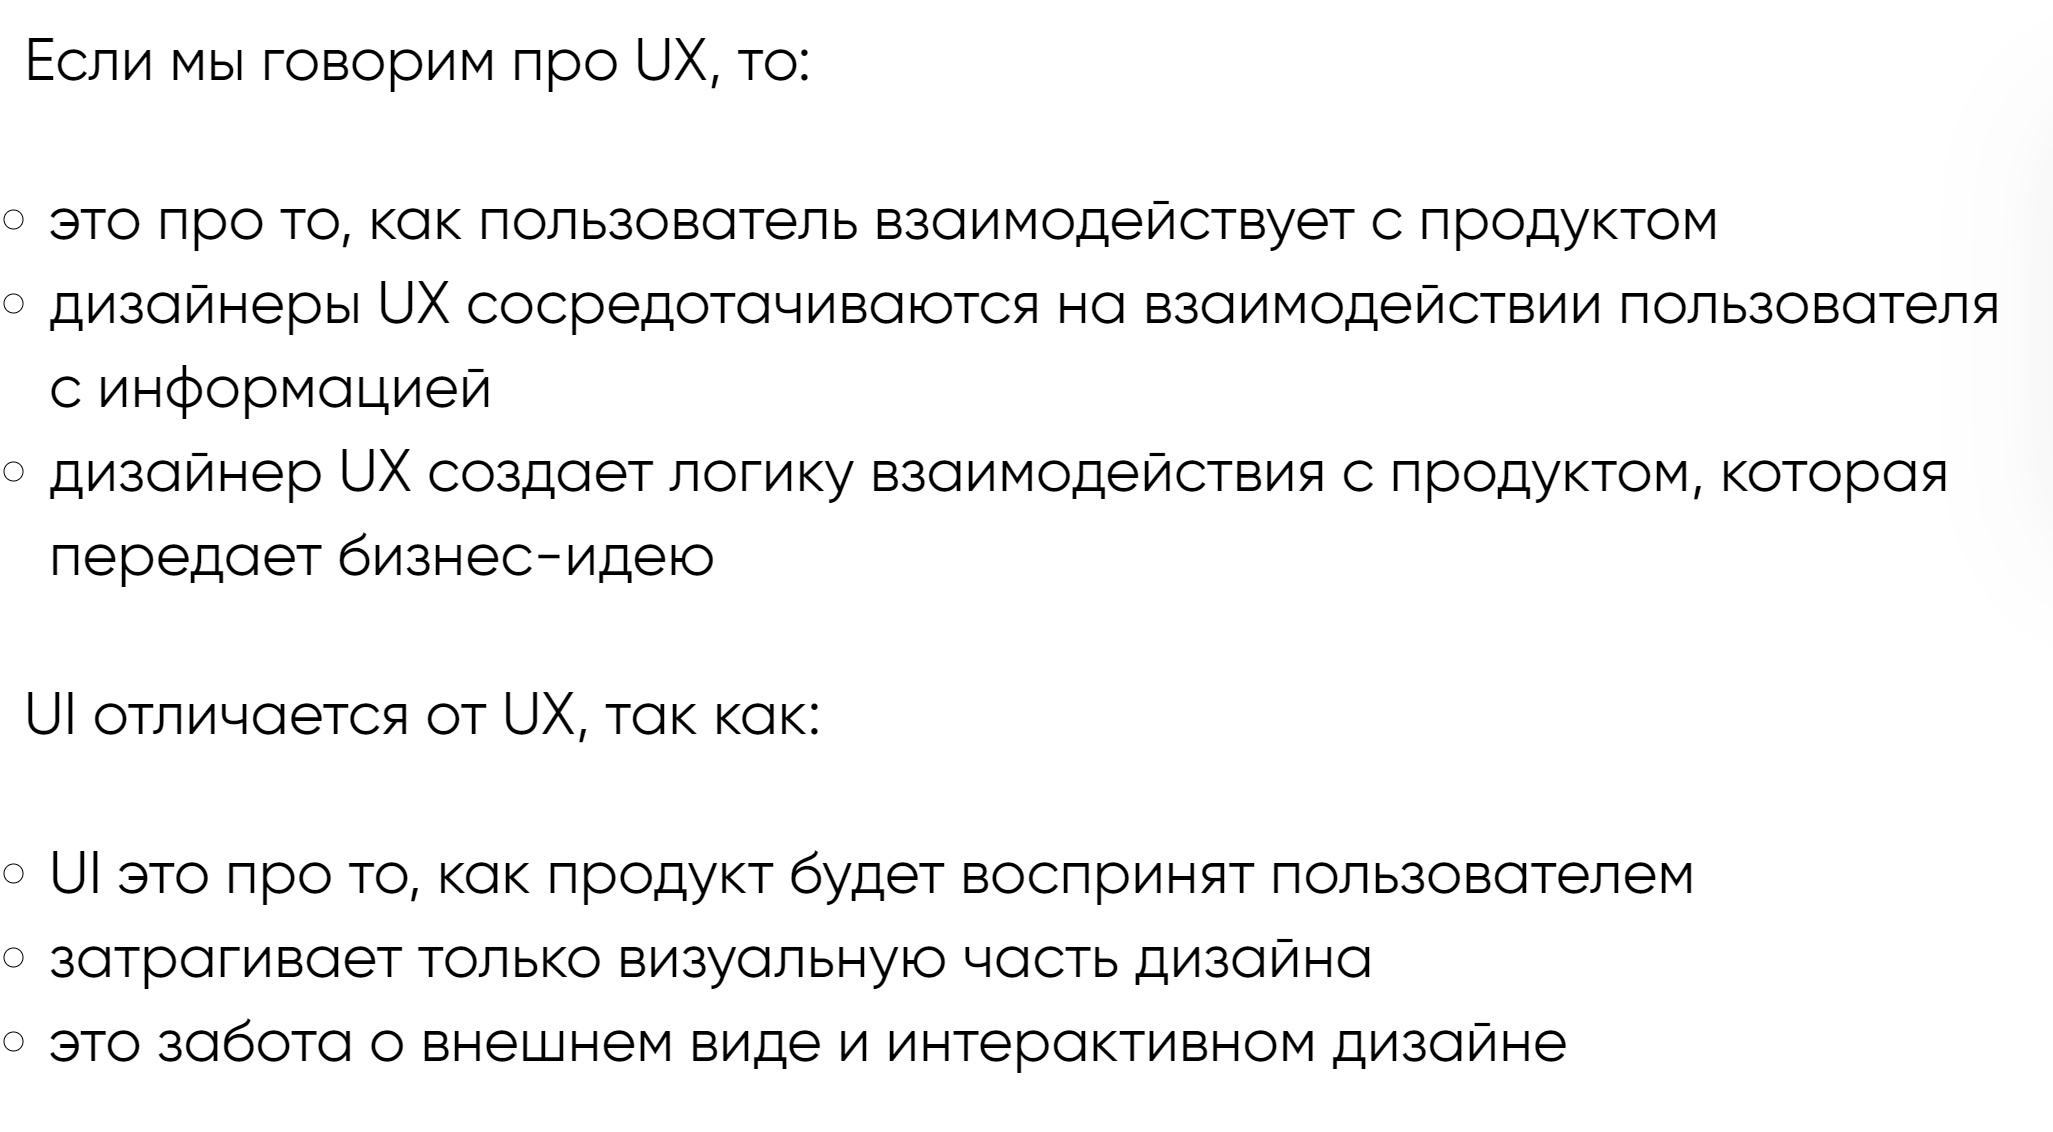 Если мы говорим про UX, то:
◦ это про то, как пользователь взаимодействует с продуктом
◦ дизайнеры UX сосредотачиваются на взаимодействии пользователя
с информацией
◦ дизайнер UX создает логику взаимодействия с продуктом, которая
передает бизнес-идею
UI отличается от UX, так как:
◦ UI это про то, как продукт будет воспринят пользователем
◦ затрагивает только визуальную часть дизайна
◦ это забота о внешнем виде и интерактивном дизайне